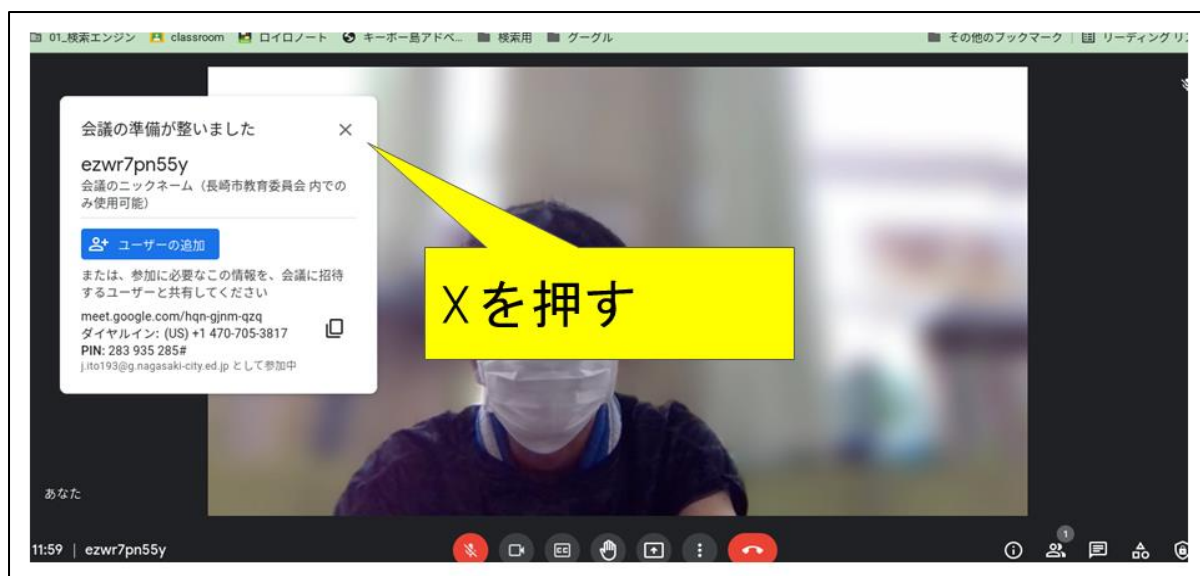 01_検索エンジン classroom ロイロノート キーボー島アドベ... 検索用 グーグル その他のブックマーク リーディング リ
会議の準備が整いました
ezwr7pn55y
会議のニックネーム（長崎市教育委員会 内での
み使用可能）
ユーザーの追加
または、参加に必要なこの情報を、会議に招待
するユーザーと共有してください
meet.google.com/hqn-gjnm-qzq
ダイヤルイン: (US) +1 470-705-3817
PIN: 283 935 285#
j.ito193@g.nagasaki-city.ed.jp として参加中
Xを押す
あなた
11:59 | ezwr7pn55y
CC
1